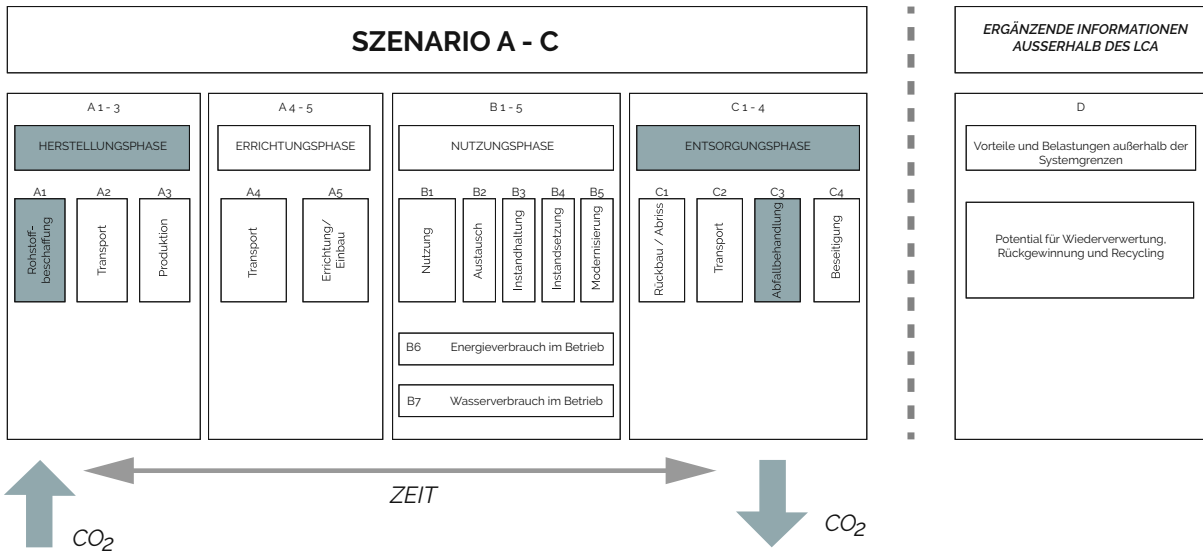 SZENARIO A - C
ERGÄNZENDE INFORMATIONEN
AUSSERHALB DES LCA
A 1 - 3
HERSTELLUNGSPHASE
A1
Rohstoff-
beschaffung
A2
Transport
A3
Produktion
A 4 - 5
ERRICHTUNGSPHASE
A4
Transport
A5
Errichtung/
Einbau
B 1 - 5
NUTZUNGSPHASE
B1
Nutzung
B2
Austausch
B3
Instandhaltung
B4
Instandsetzung
B5
Modernisierung
B6 Energieverbrauch im Betrieb
B7 Wasserverbrauch im Betrieb
C 1 - 4
ENTSORGUNGSPHASE
C1
Rückbau / Abriss
C2
Transport
C3
Abfallbehandlung
C4
Beseitigung
D
Vorteile und Belastungen außerhalb der
Systemgrenzen
Potential für Wiederverwertung,
Rückgewinnung und Recycling
CO2
ZEIT
CO2